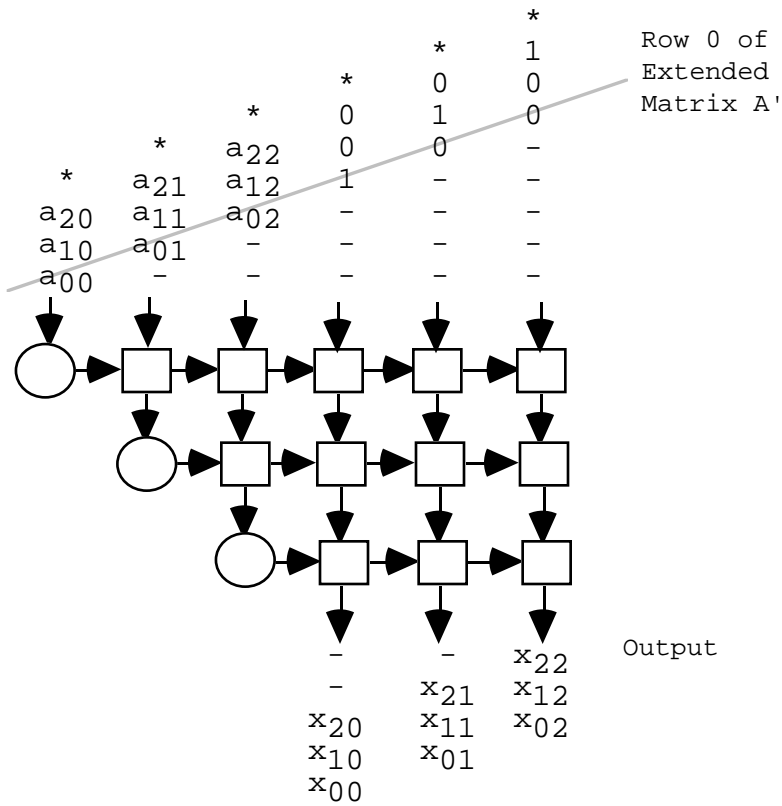 *
* 1 Row 0 of
* 0 0 Extended
* 0 1 0 Matrix A'
* a22 0 0 -
* a21 a12 1 - -
a20 a11 a02 - - -
a10 a01 - - - -
a00 - - - - -
- - x22 Output
- x21 x12
x20 x11 x02
x10 x01
x00